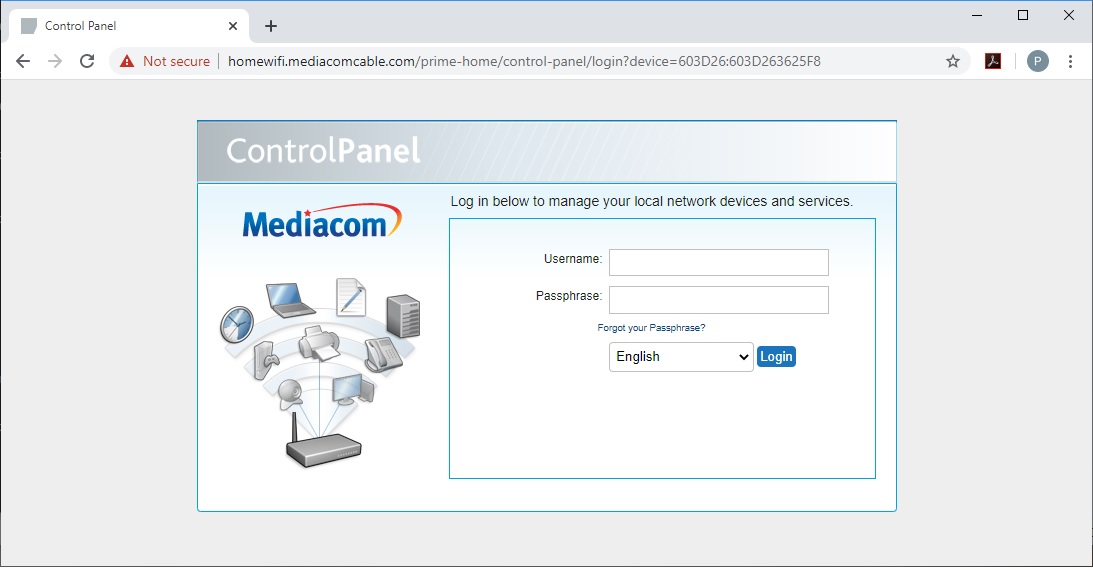 Control Panel
Not secure
homewifi.mediacomcable.com/prime-home/control-panel/login?device=603D26:603D263625F8
P
ControlPanel
Mediacom
Log in below to manage your local network devices and services.
Username:
Passphrase:
Forgot your Passphrase?
English
Login